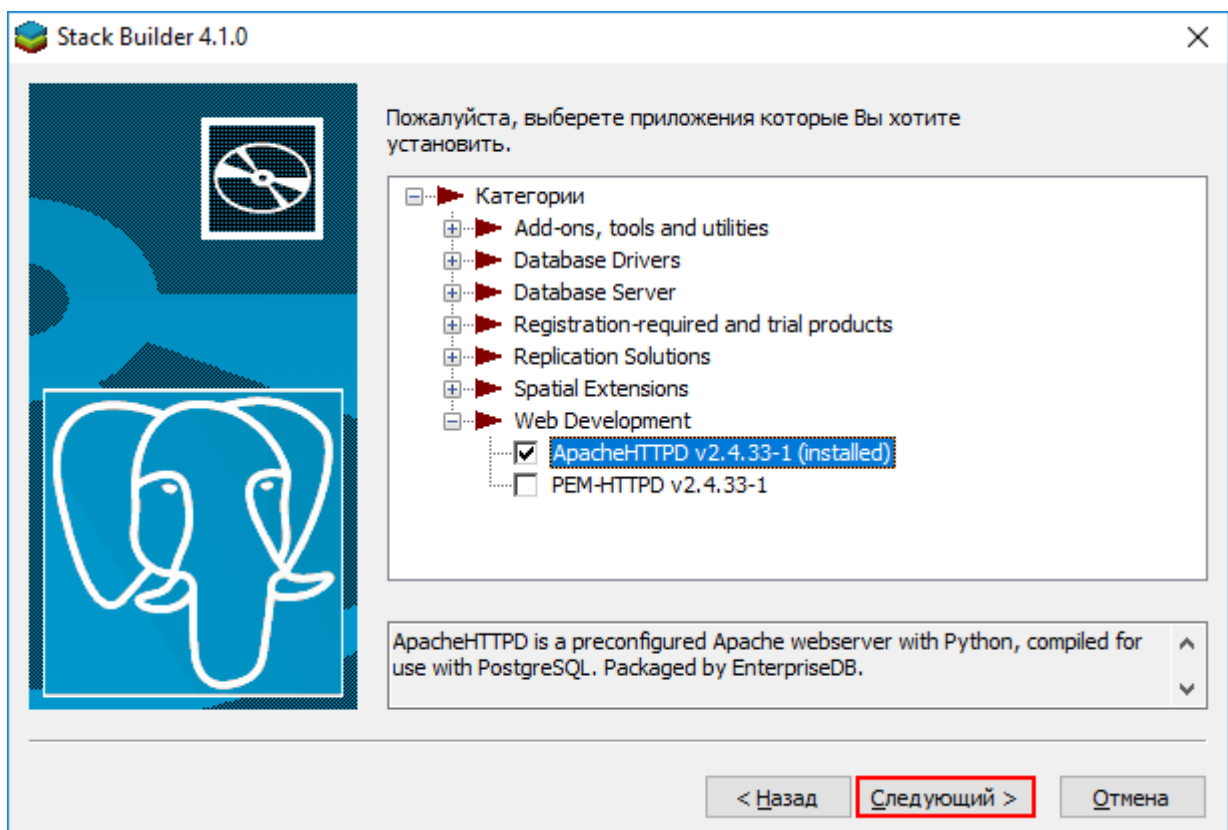 Stack Builder 4.1.0
Пожалуйста, выберете приложения которые Вы хотите
установить.
Категории
Add-ons, tools and utilities
Database Drivers
Database Server
Registration-required and trial products
Replication Solutions
Spatial Extensions
Web Development
ApacheHTTPD v2.4.33-1 (installed)
PEM-HTTPD v2.4.33-1
ApacheHTTPD is a preconfigured Apache webserver with Python, compiled for
use with PostgreSQL. Packaged by EnterpriseDB.
< Назад Следующий > Отмена